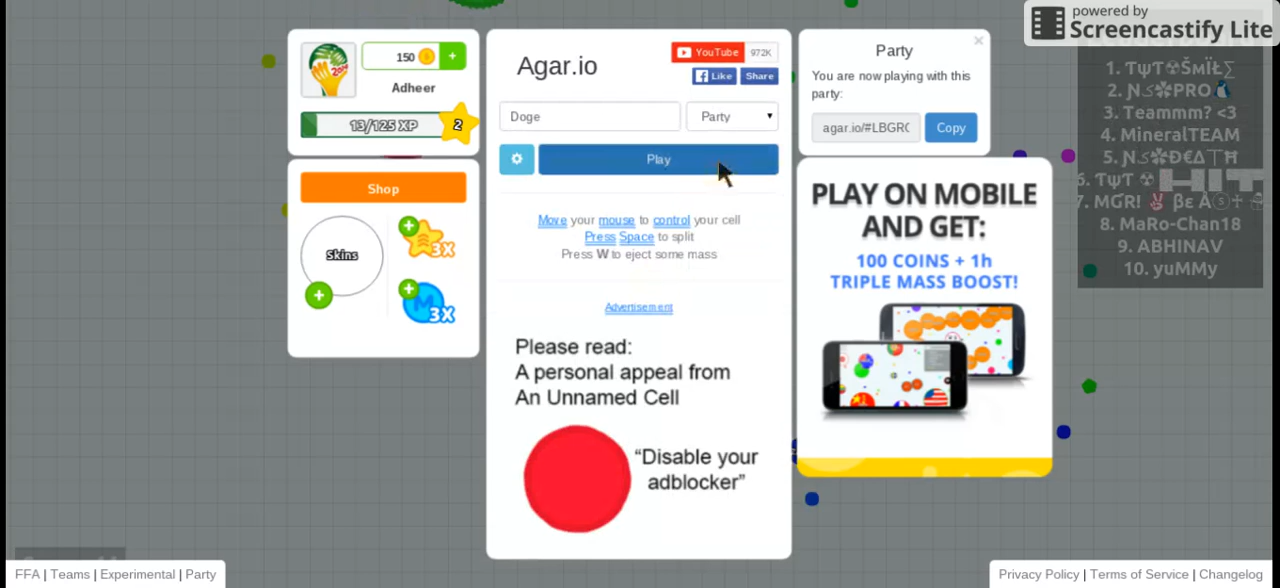 powered by
Screencastify Lite
150
Adheer
13/125 XP
2
Shop
Skins
3X
M
3X
Agar.io
YouTube
972K
Like
Share
Doge
Party
Play
Move your mouse to control your cell
Press Space to split
Press W to eject some mass
Advertisement
Please read:
A personal appeal from
An Unnamed Cell
“Disable your
adblocker”
Party
You are now playing with this
party:
agar.io/#LBGR
Copy
PLAY ON MOBILE
AND GET:
100 COINS + 1h
TRIPLE MASS BOOST!
3. Teammm? <3
4. MineralTEAM
8. MaRo-Chan18
9. ABHINAV
10. yuMMy
FFA | Teams | Experimental | Party
Privacy Policy | Terms of Service | Changelog